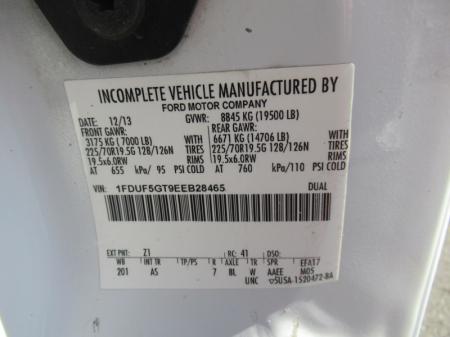 INCOMPLETE VEHICLE MANUFACTURED BY
FORD MOTOR COMPANY
DATE: 12/13 GVWR: 8845 KG (19500 LB)
FRONT GAWR: REAR GAWR:
3175 KG (7000 LB) WITH 6671 KG (14706 LB) WITH
225/70R19.5G 128/126N TIRES 225/70R19.5G 128/126N TIRES
19.5x6.0RW RIMS 19.5x6.0RW RIMS
AT 655 kPa/ 95 PSI COLD AT 760 kPa/110 PSI COLD
VIN: 1FDUF5GT9EEB28465 DUAL
EXT PNT: Z1 RC: 41 DSO:
WB INT TR TP/PS R AXLE TR SPR EFA17
201 AS 7 BL W AAEE M05
UNC 5U5A-1520472-BA